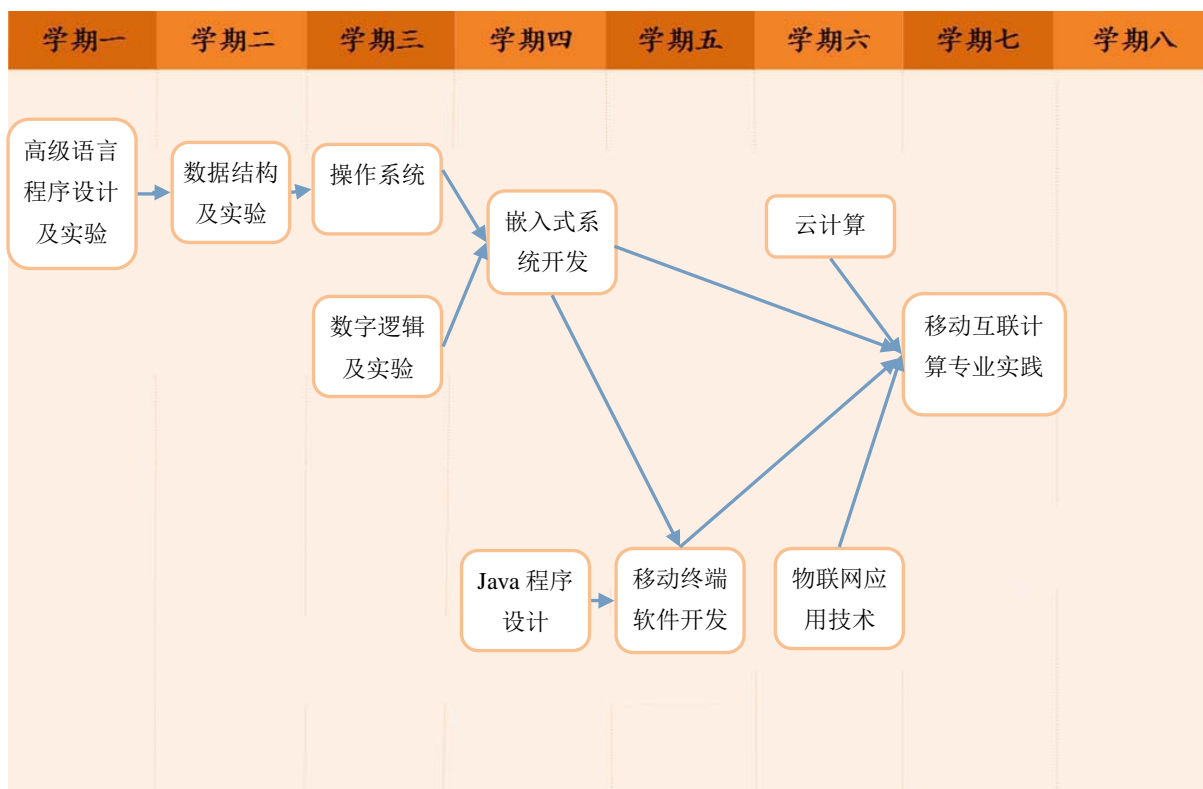 学期一
学期二
学期三
学期四
学期五
学期六
学期七
学期八
高级语言
程序设计
及实验
数据结构
及实验
操作系统
数字逻辑
及实验
嵌入式系
统开发
云计算
移动互联计
算专业实践
Java 程序
设计
移动终端
软件开发
物联网应
用技术